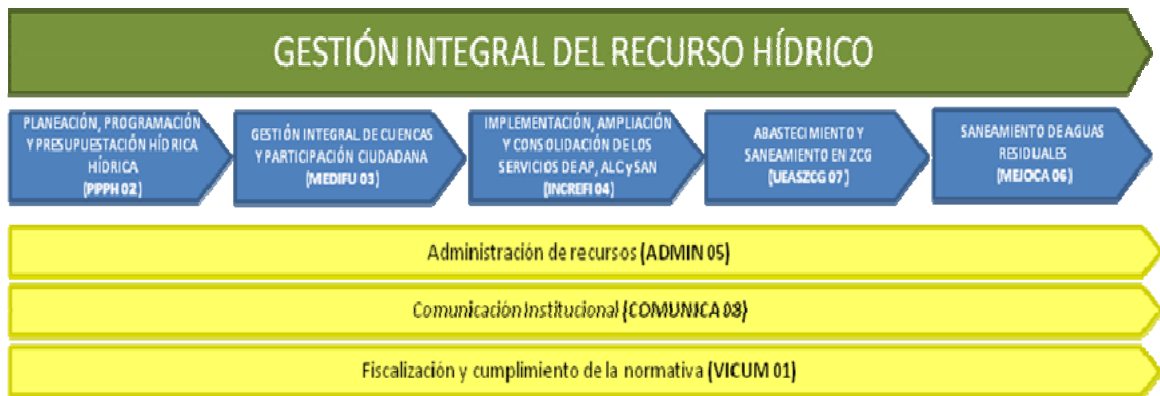 GESTIÓN INTEGRAL DEL RECURSO HÍDRICO
PLANEACIÓN, PROGRAMACIÓN
Y PRESUPUESTACIÓN HÍDRICA
HÍDRICA
(PIPPH 02)
GESTIÓN INTEGRAL DE CUENCAS
Y PARTICIPACIÓN CIUDADANA
(MEDIFU 03)
IMPLEMENTACIÓN, AMPLIACIÓN
Y CONSOLIDACIÓN DE LOS
SERVICIOS DE AP, ALC y SAN
(INCREFI 04)
ABASTECIMIENTO Y
SANEAMIENTO EN ZCG
(UEASZCG 07)
SANEAMIENTO DE AGUAS
RESIDUALES
(MEJOCA 06)
Administración de recursos (ADMIN 05)
Comunicación Institucional (COMUNICA 08)
Fiscalización y cumplimiento de la normativa (VICUM 01)